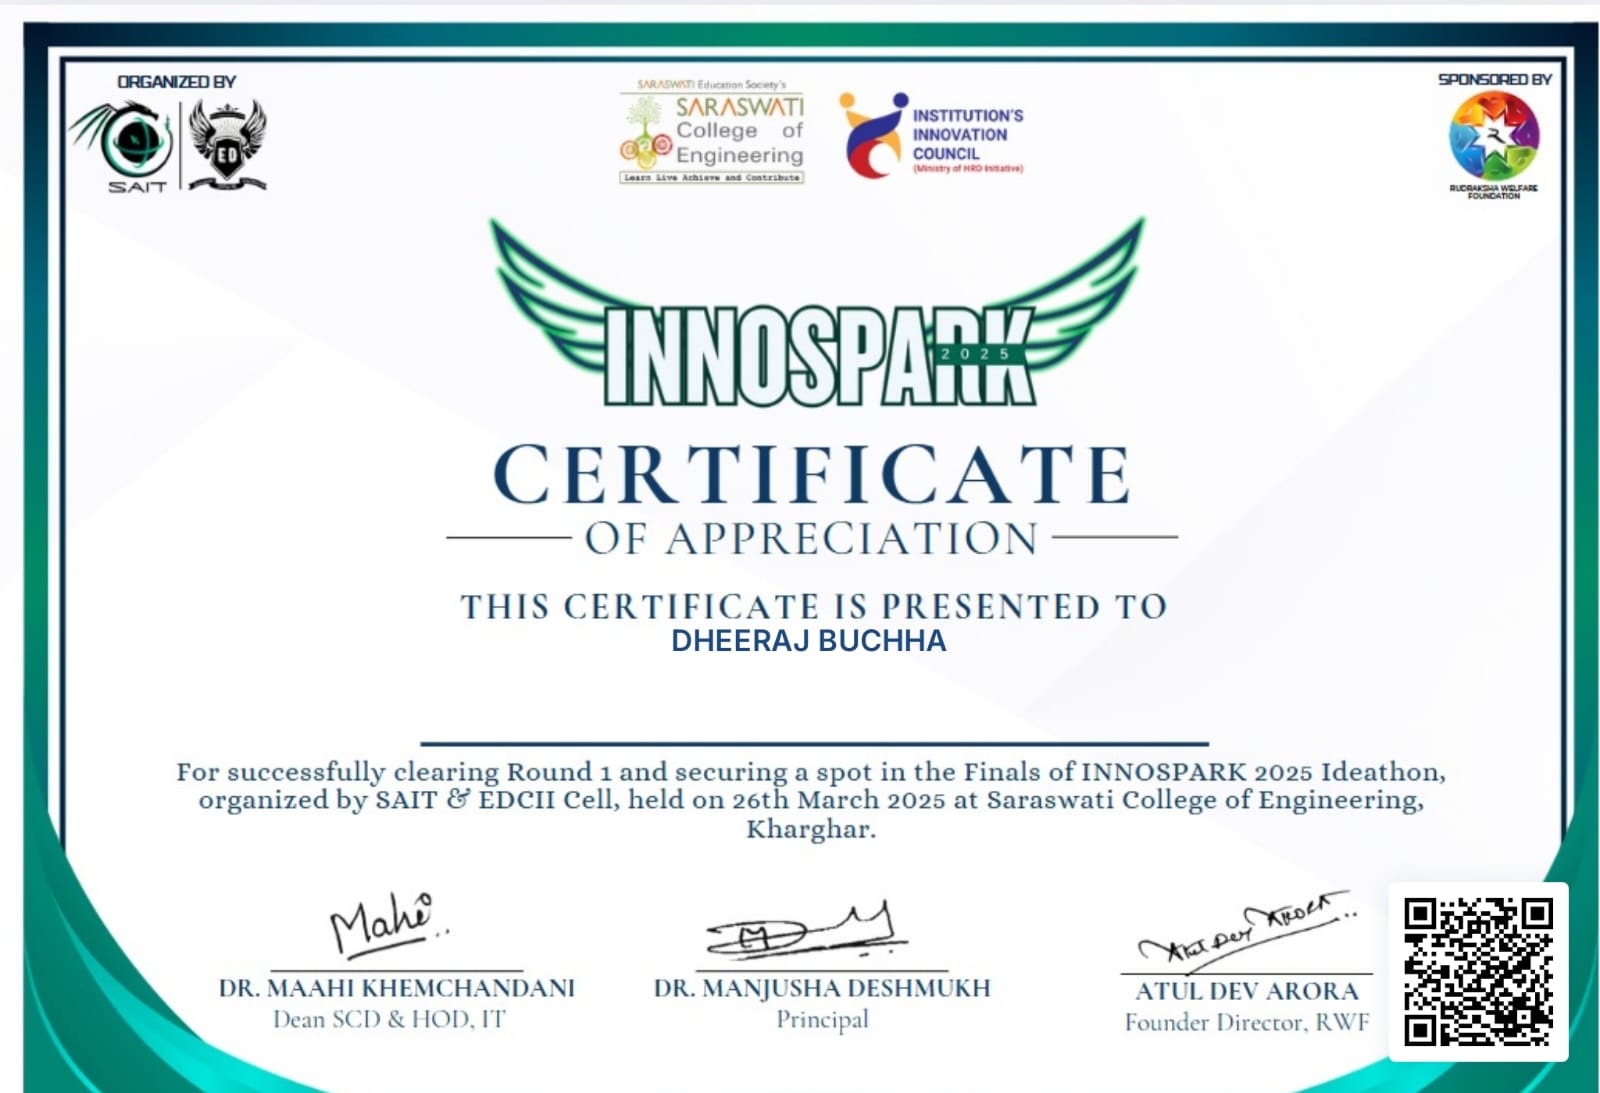 ORGANIZED BY
SAIT
ED
SARASWATI Education Society's
SARASWATI
College of
Engineering
Learn Live Achieve and Contribute
INSTITUTION'S
INNOVATION
COUNCIL
(Ministry of HRD Initiative)
SPONSORED BY
R
RUDRAKSHA WELFARE
FOUNDATION
INNOSPARK
2025
CERTIFICATE
OF APPRECIATION
THIS CERTIFICATE IS PRESENTED TO
DHEERAJ BUCHHA
For successfully clearing Round 1 and securing a spot in the Finals of INNOSPARK 2025 Ideathon,
organized by SAIT & EDCII Cell, held on 26th March 2025 at Saraswati College of Engineering,
Kharghar.
Mahi
Atul Dev Arora
DR. MAAHI KHEMCHANDANI
Dean SCD & HOD, IT
DR. MANJUSHA DESHMUKH
Principal
ATUL DEV ARORA
Founder Director, RWF